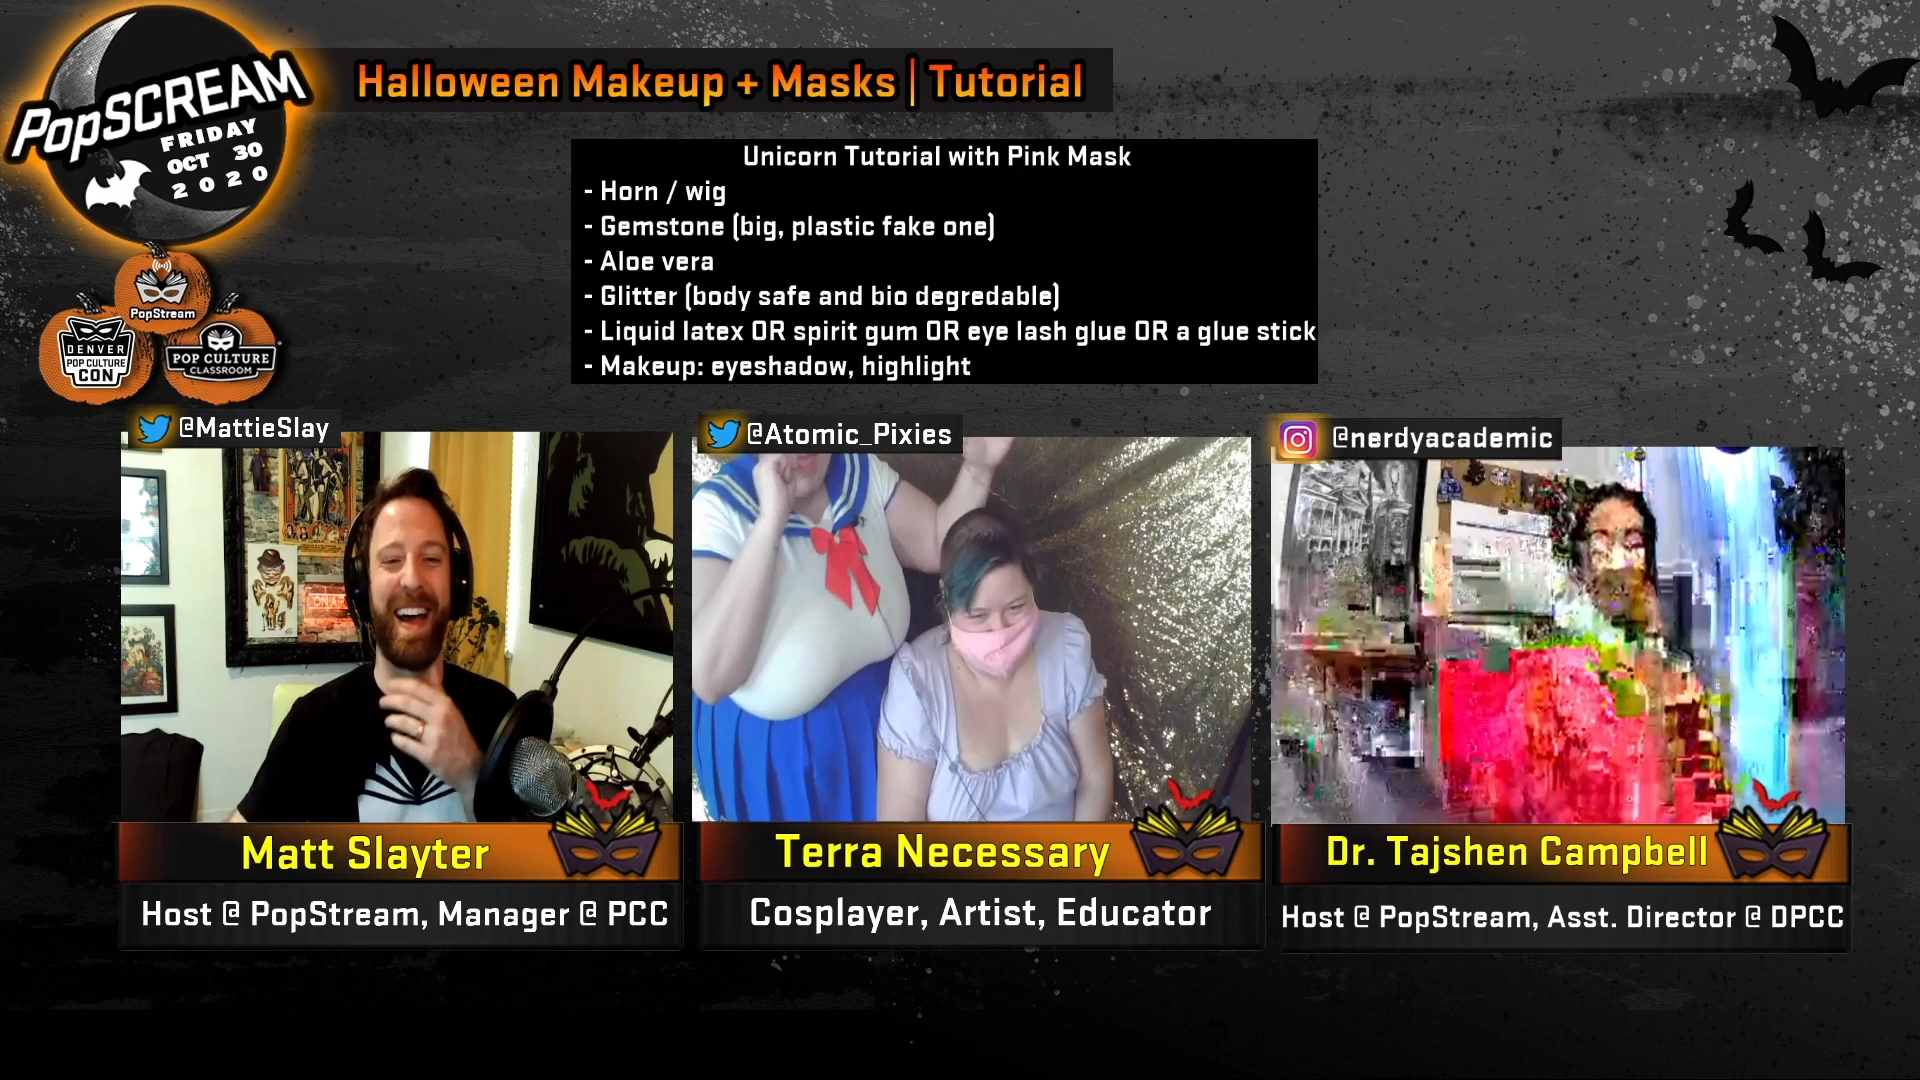 PopSCREAM
FRIDAY
OCT 30
2020
Halloween Makeup + Masks | Tutorial
Unicorn Tutorial with Pink Mask
- Horn / wig
- Gemstone (big, plastic fake one)
- Aloe vera
- Glitter (body safe and bio degredable)
- Liquid latex OR spirit gum OR eye lash glue OR a glue stick
- Makeup: eyeshadow, highlight
PopStream
DENVER
POP CULTURE
CON
POP CULTURE
CLASSROOM
@MattieSlay
@Atomic_Pixies
@nerdyacademic
ON AIR
Matt Slayter
Host @ PopStream, Manager @ PCC
Terra Necessary
Cosplayer, Artist, Educator
Dr. Tajshen Campbell
Host @ PopStream, Asst. Director @ DPCC